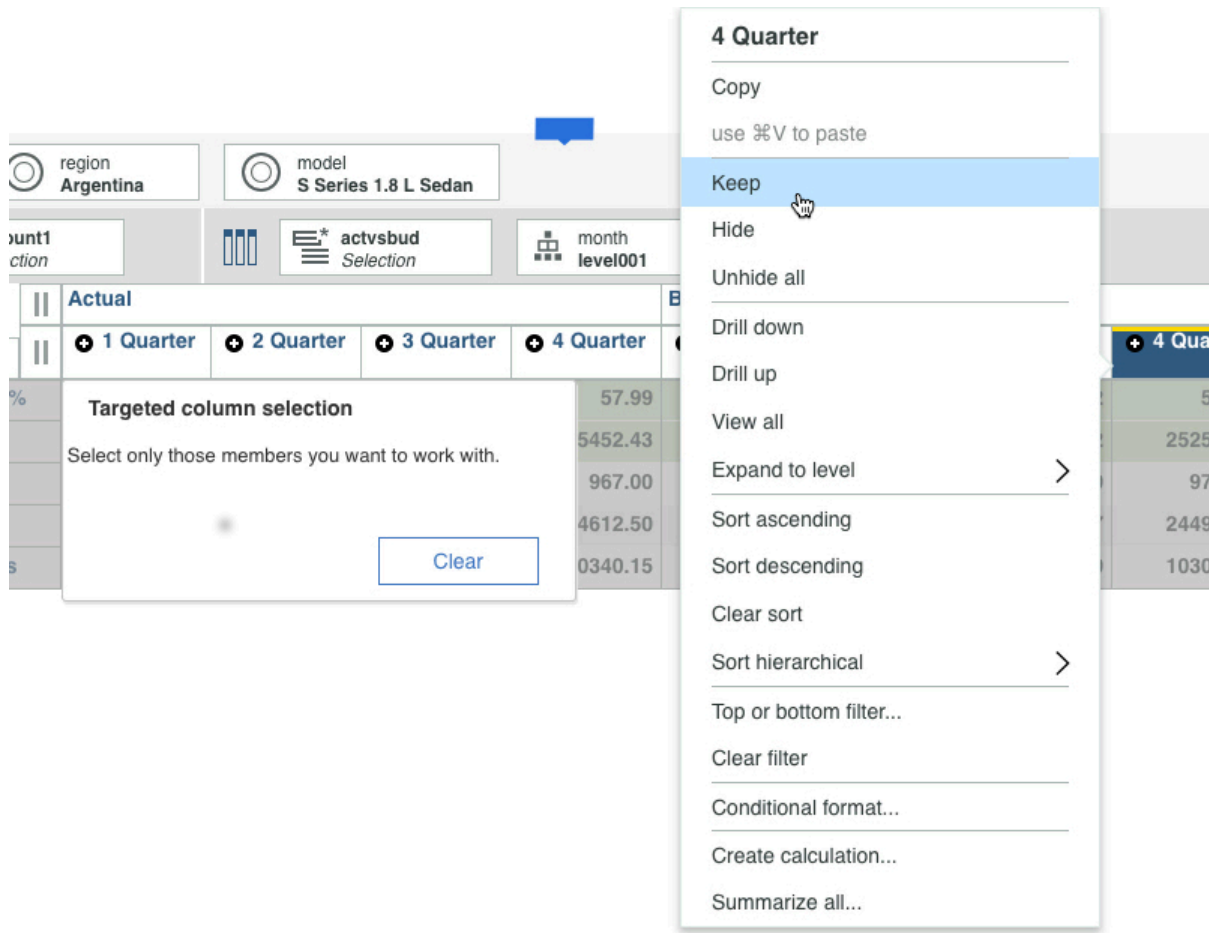 4 Quarter
Copy
use ⌘V to paste
Keep
Hide
Unhide all
Drill down
Drill up
View all
Expand to level
Sort ascending
Sort descending
Clear sort
Sort hierarchical
Top or bottom filter...
Clear filter
Conditional format...
Create calculation...
Summarize all...
region
Argentina
model
S Series 1.8 L Sedan
ount1
ction
actvsbud
Selection
month
level001
Actual
B
1 Quarter
2 Quarter
3 Quarter
4 Quarter
4 Qua
%
57.99
5452.43
2525
967.00
97
4612.50
2449
s
0340.15
1030
Targeted column selection
Select only those members you want to work with.
Clear